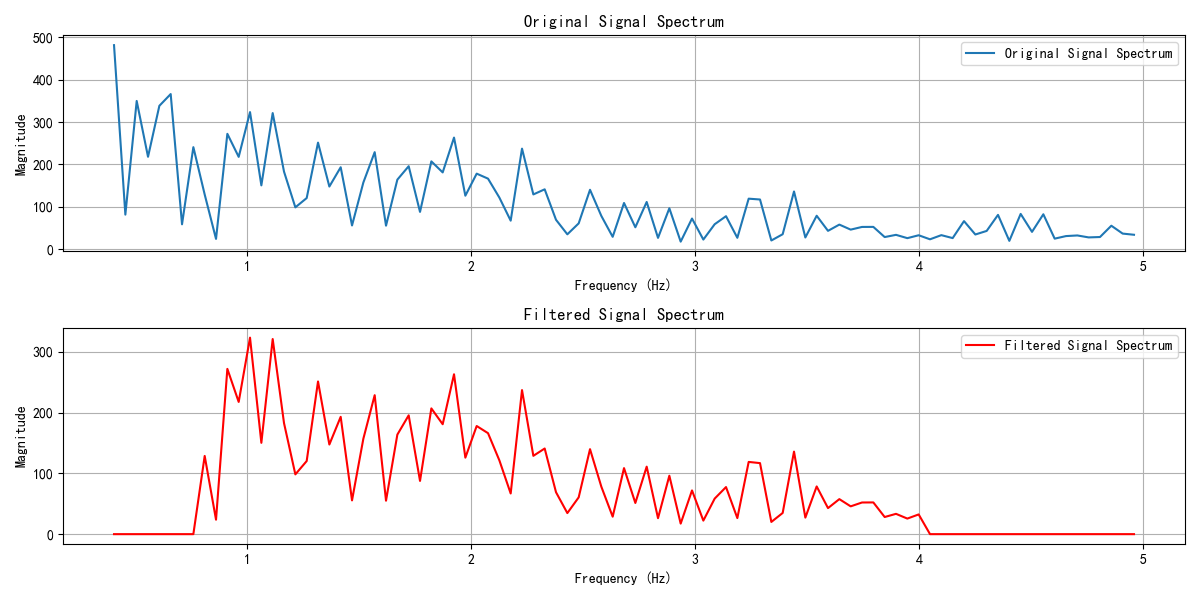 Original Signal Spectrum
500
400
300
200
100
0
Magnitude
Original Signal Spectrum
1 2 3 4 5
Frequency (Hz)
Filtered Signal Spectrum
300
200
100
0
Magnitude
Filtered Signal Spectrum
1 2 3 4 5
Frequency (Hz)